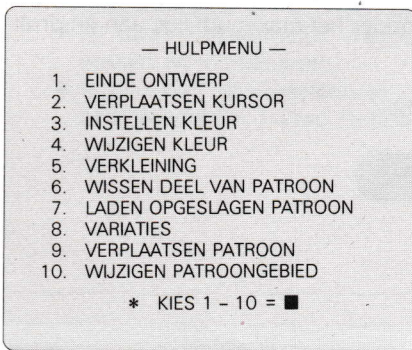 — HULPMENU —
1. EINDE ONTWERP
2. VERPLAATSEN KURSOR
3. INSTELLEN KLEUR
4. WIJZIGEN KLEUR
5. VERKLEINING
6. WISSEN DEEL VAN PATROON
7. LADEN OPGESLAGEN PATROON
8. VARIATIES
9. VERPLAATSEN PATROON
10. WIJZIGEN PATROONGEBIED
* KIES 1 – 10 = ■